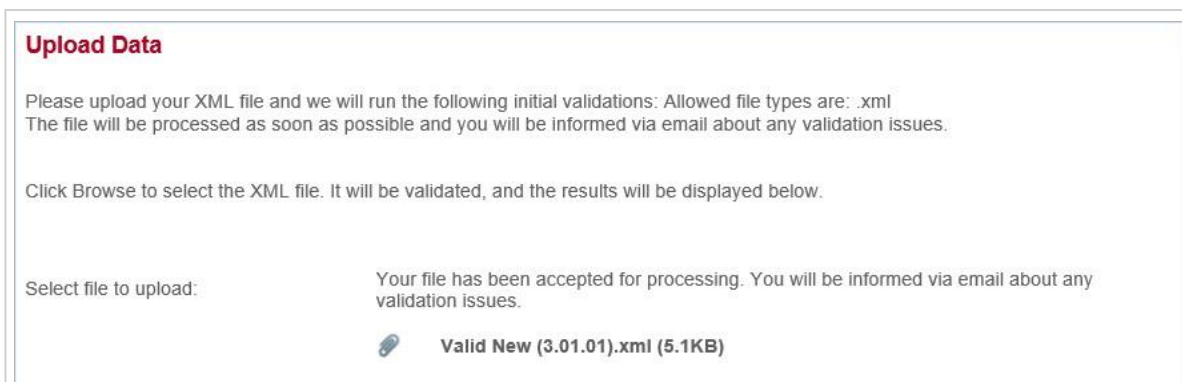 Upload Data
Please upload your XML file and we will run the following initial validations: Allowed file types are: .xml
The file will be processed as soon as possible and you will be informed via email about any validation issues.
Click Browse to select the XML file. It will be validated, and the results will be displayed below.
Select file to upload:
Your file has been accepted for processing. You will be informed via email about any
validation issues.
Valid New (3.01.01).xml (5.1KB)